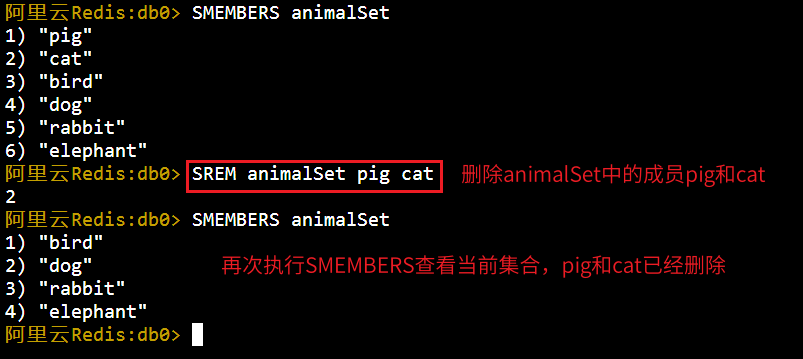 阿里云Redis:db0> SMEMBERS animalSet
1) "pig"
2) "cat"
3) "bird"
4) "dog"
5) "rabbit"
6) "elephant"
阿里云Redis:db0> SREM animalSet pig cat 删除animalSet中的成员pig和cat
2
阿里云Redis:db0> SMEMBERS animalSet
1) "bird"
2) "dog" 再次执行SMEMBERS查看当前集合，pig和cat已经删除
3) "rabbit"
4) "elephant"
阿里云Redis:db0>